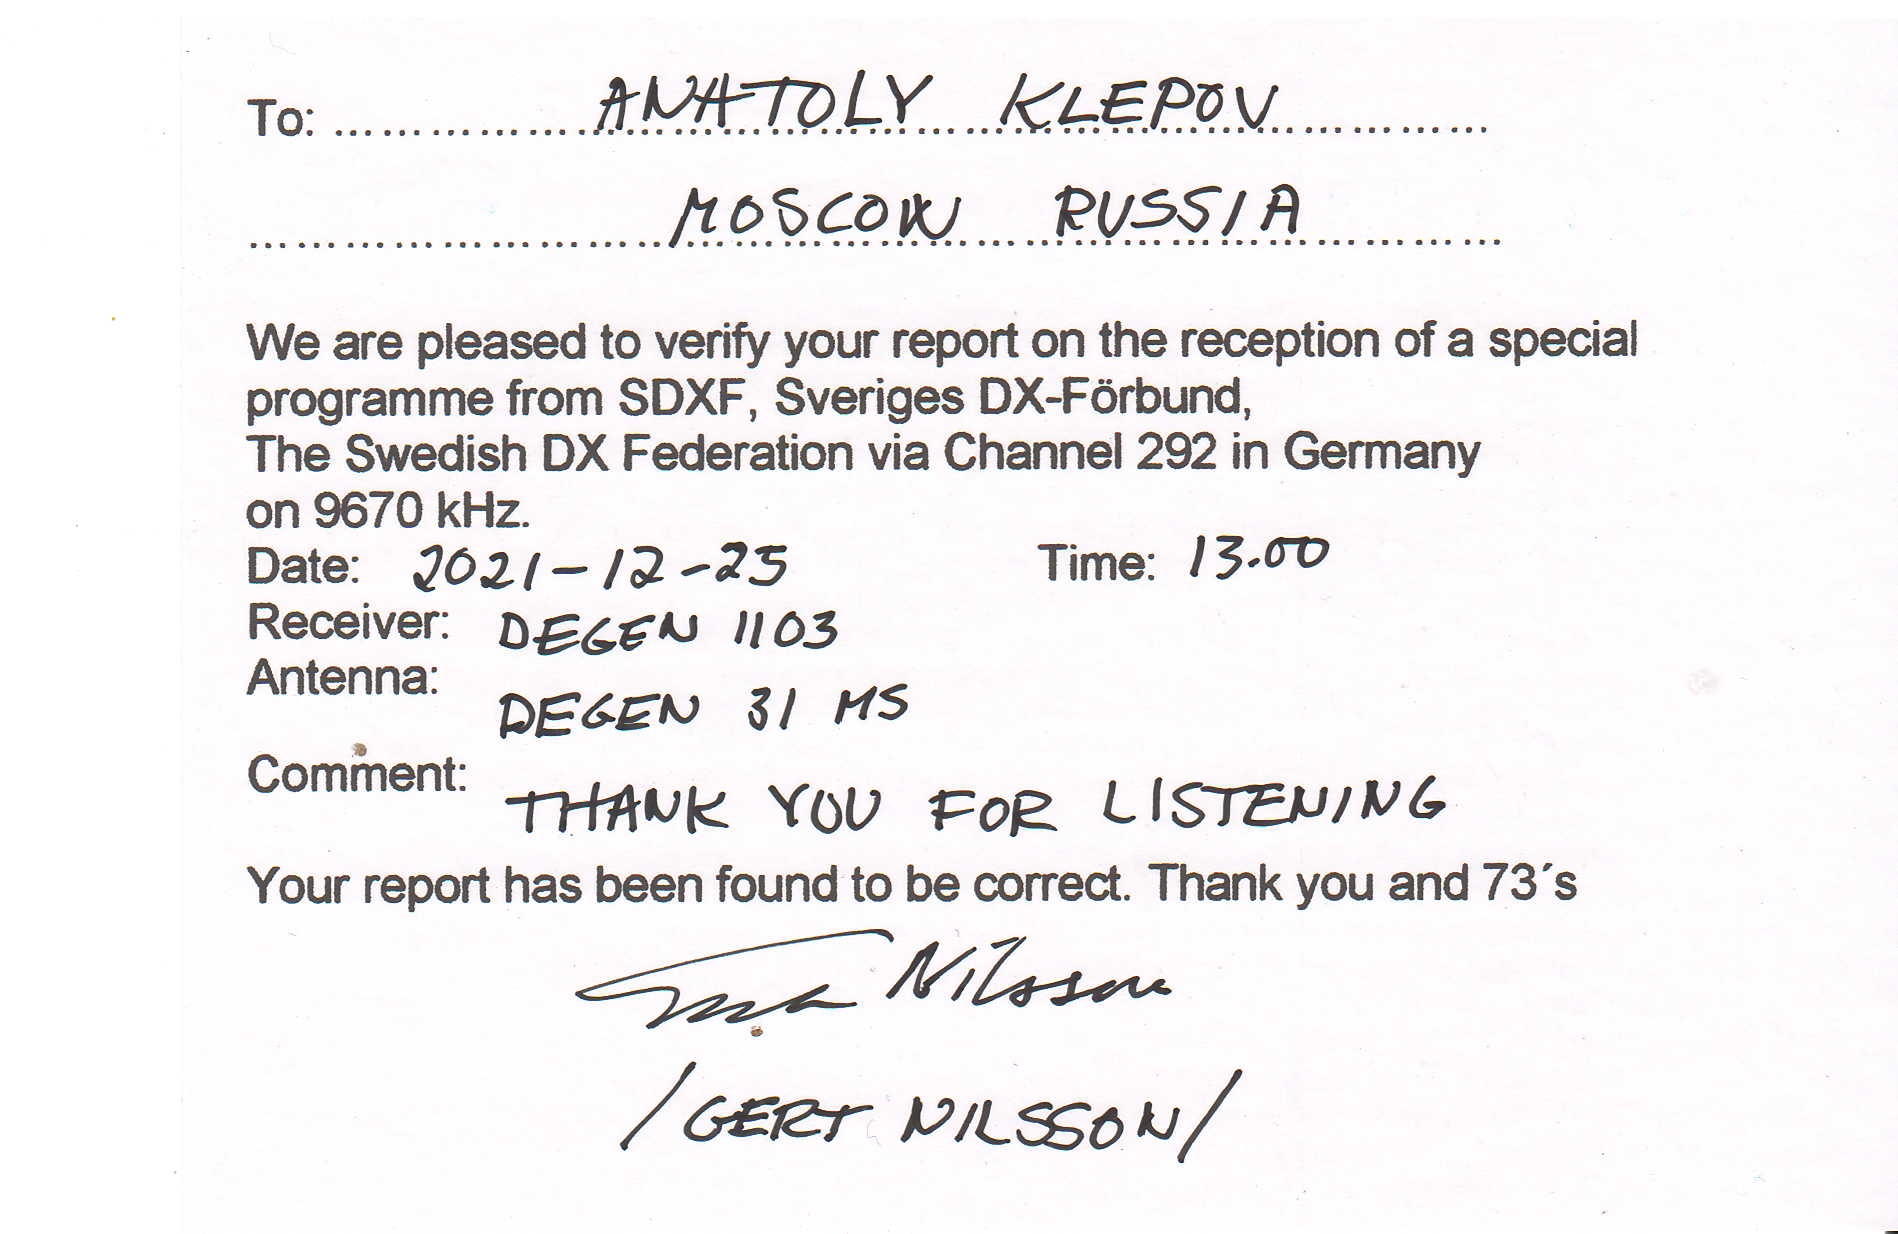 To: ANATOLY KLEPOV
MOSCOW RUSSIA
We are pleased to verify your report on the reception of a special
programme from SDXF, Sveriges DX-Förbund,
The Swedish DX Federation via Channel 292 in Germany
on 9670 kHz.
Date: 2021-12-25 Time: 13.00
Receiver: DEGEN 1103
Antenna: DEGEN 31 MS
Comment: THANK YOU FOR LISTENING
Your report has been found to be correct. Thank you and 73´s
Nilsson
/GERT NILSSON/